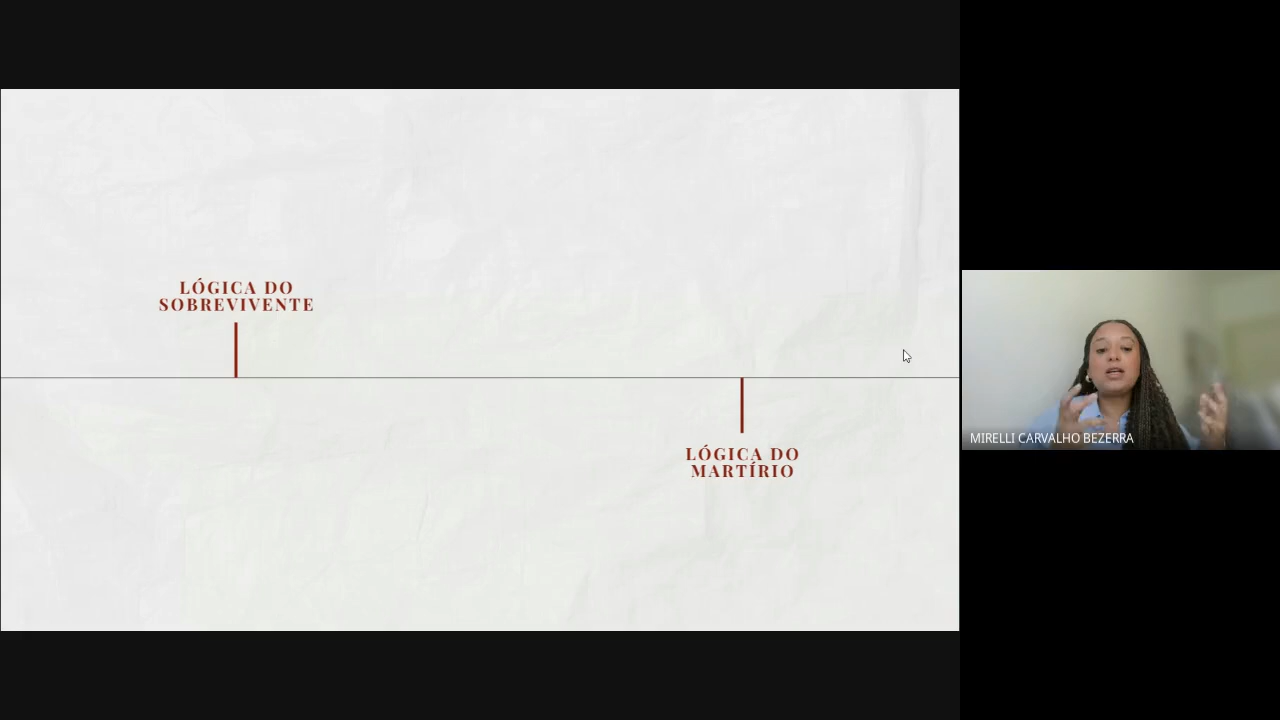 LÓGICA DO
SOBREVIVENTE
LÓGICA DO
MARTÍRIO
MIRELLI CARVALHO BEZERRA